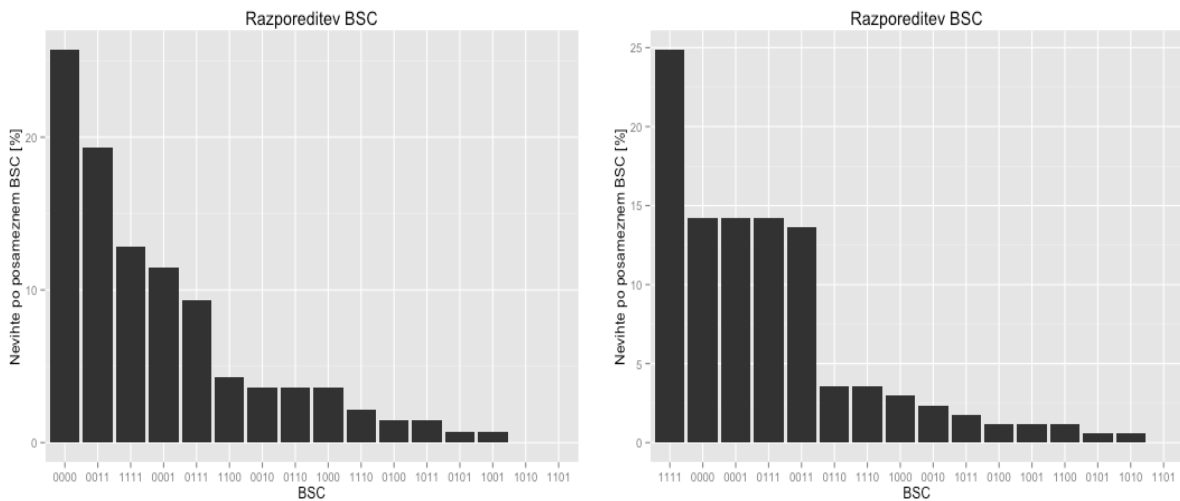 Razporeditev BSC
Nevihte po posameznem BSC [%]
20
10
0
0000 0011 1111 0001 0111 1100 0010 0110 1000 1110 0100 1011 0101 1001 1010 1101
BSC
Razporeditev BSC
Nevihte po posameznem BSC [%]
25
20
15
10
5
0
1111 0000 0001 0111 0011 0110 1110 1000 0010 1011 0100 1001 1100 0101 1010 1101
BSC